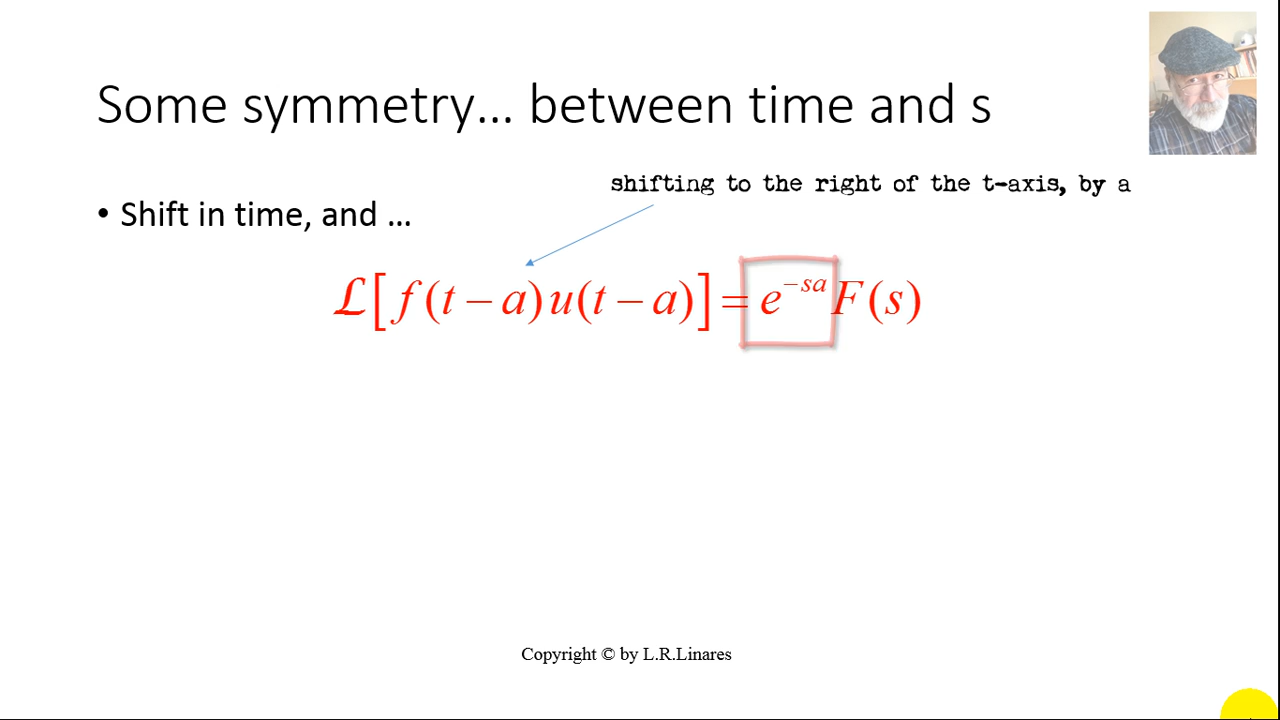 Some symmetry... between time and s
shifting to the right of the t-axis, by a
• Shift in time, and ...
ℒ[f(t − a)u(t − a)] = e^{−sa}F(s)
Copyright © by L.R.Linares